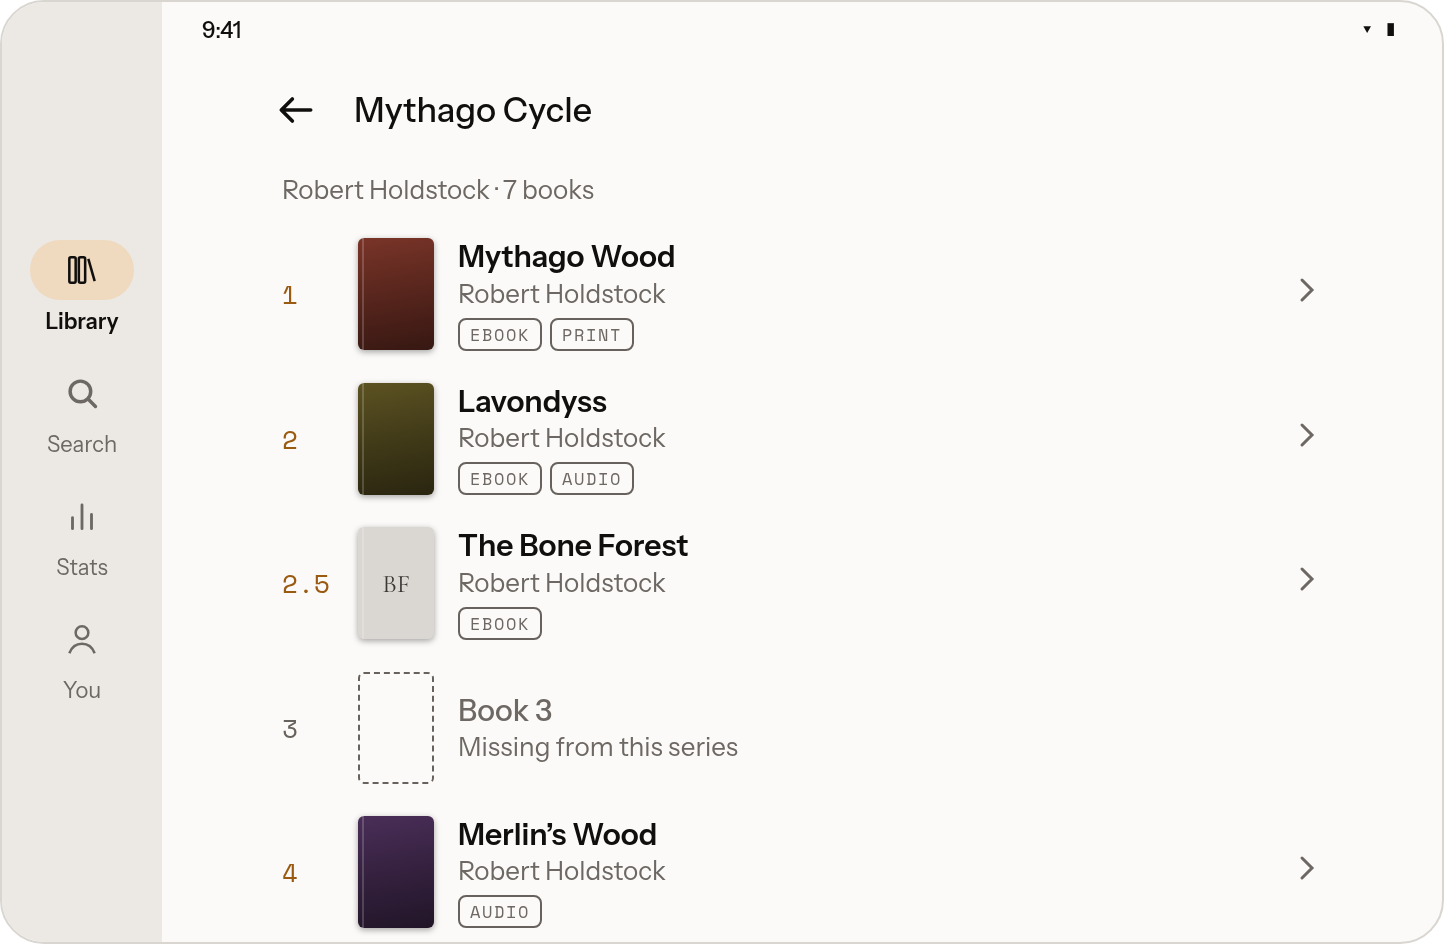 9:41
Mythago Cycle
Robert Holdstock · 7 books
Library
Search
Stats
You
1
Mythago Wood
Robert Holdstock
EBOOK PRINT
2
Lavondyss
Robert Holdstock
EBOOK AUDIO
2.5
BF
The Bone Forest
Robert Holdstock
EBOOK
3
Book 3
Missing from this series
4
Merlin’s Wood
Robert Holdstock
AUDIO